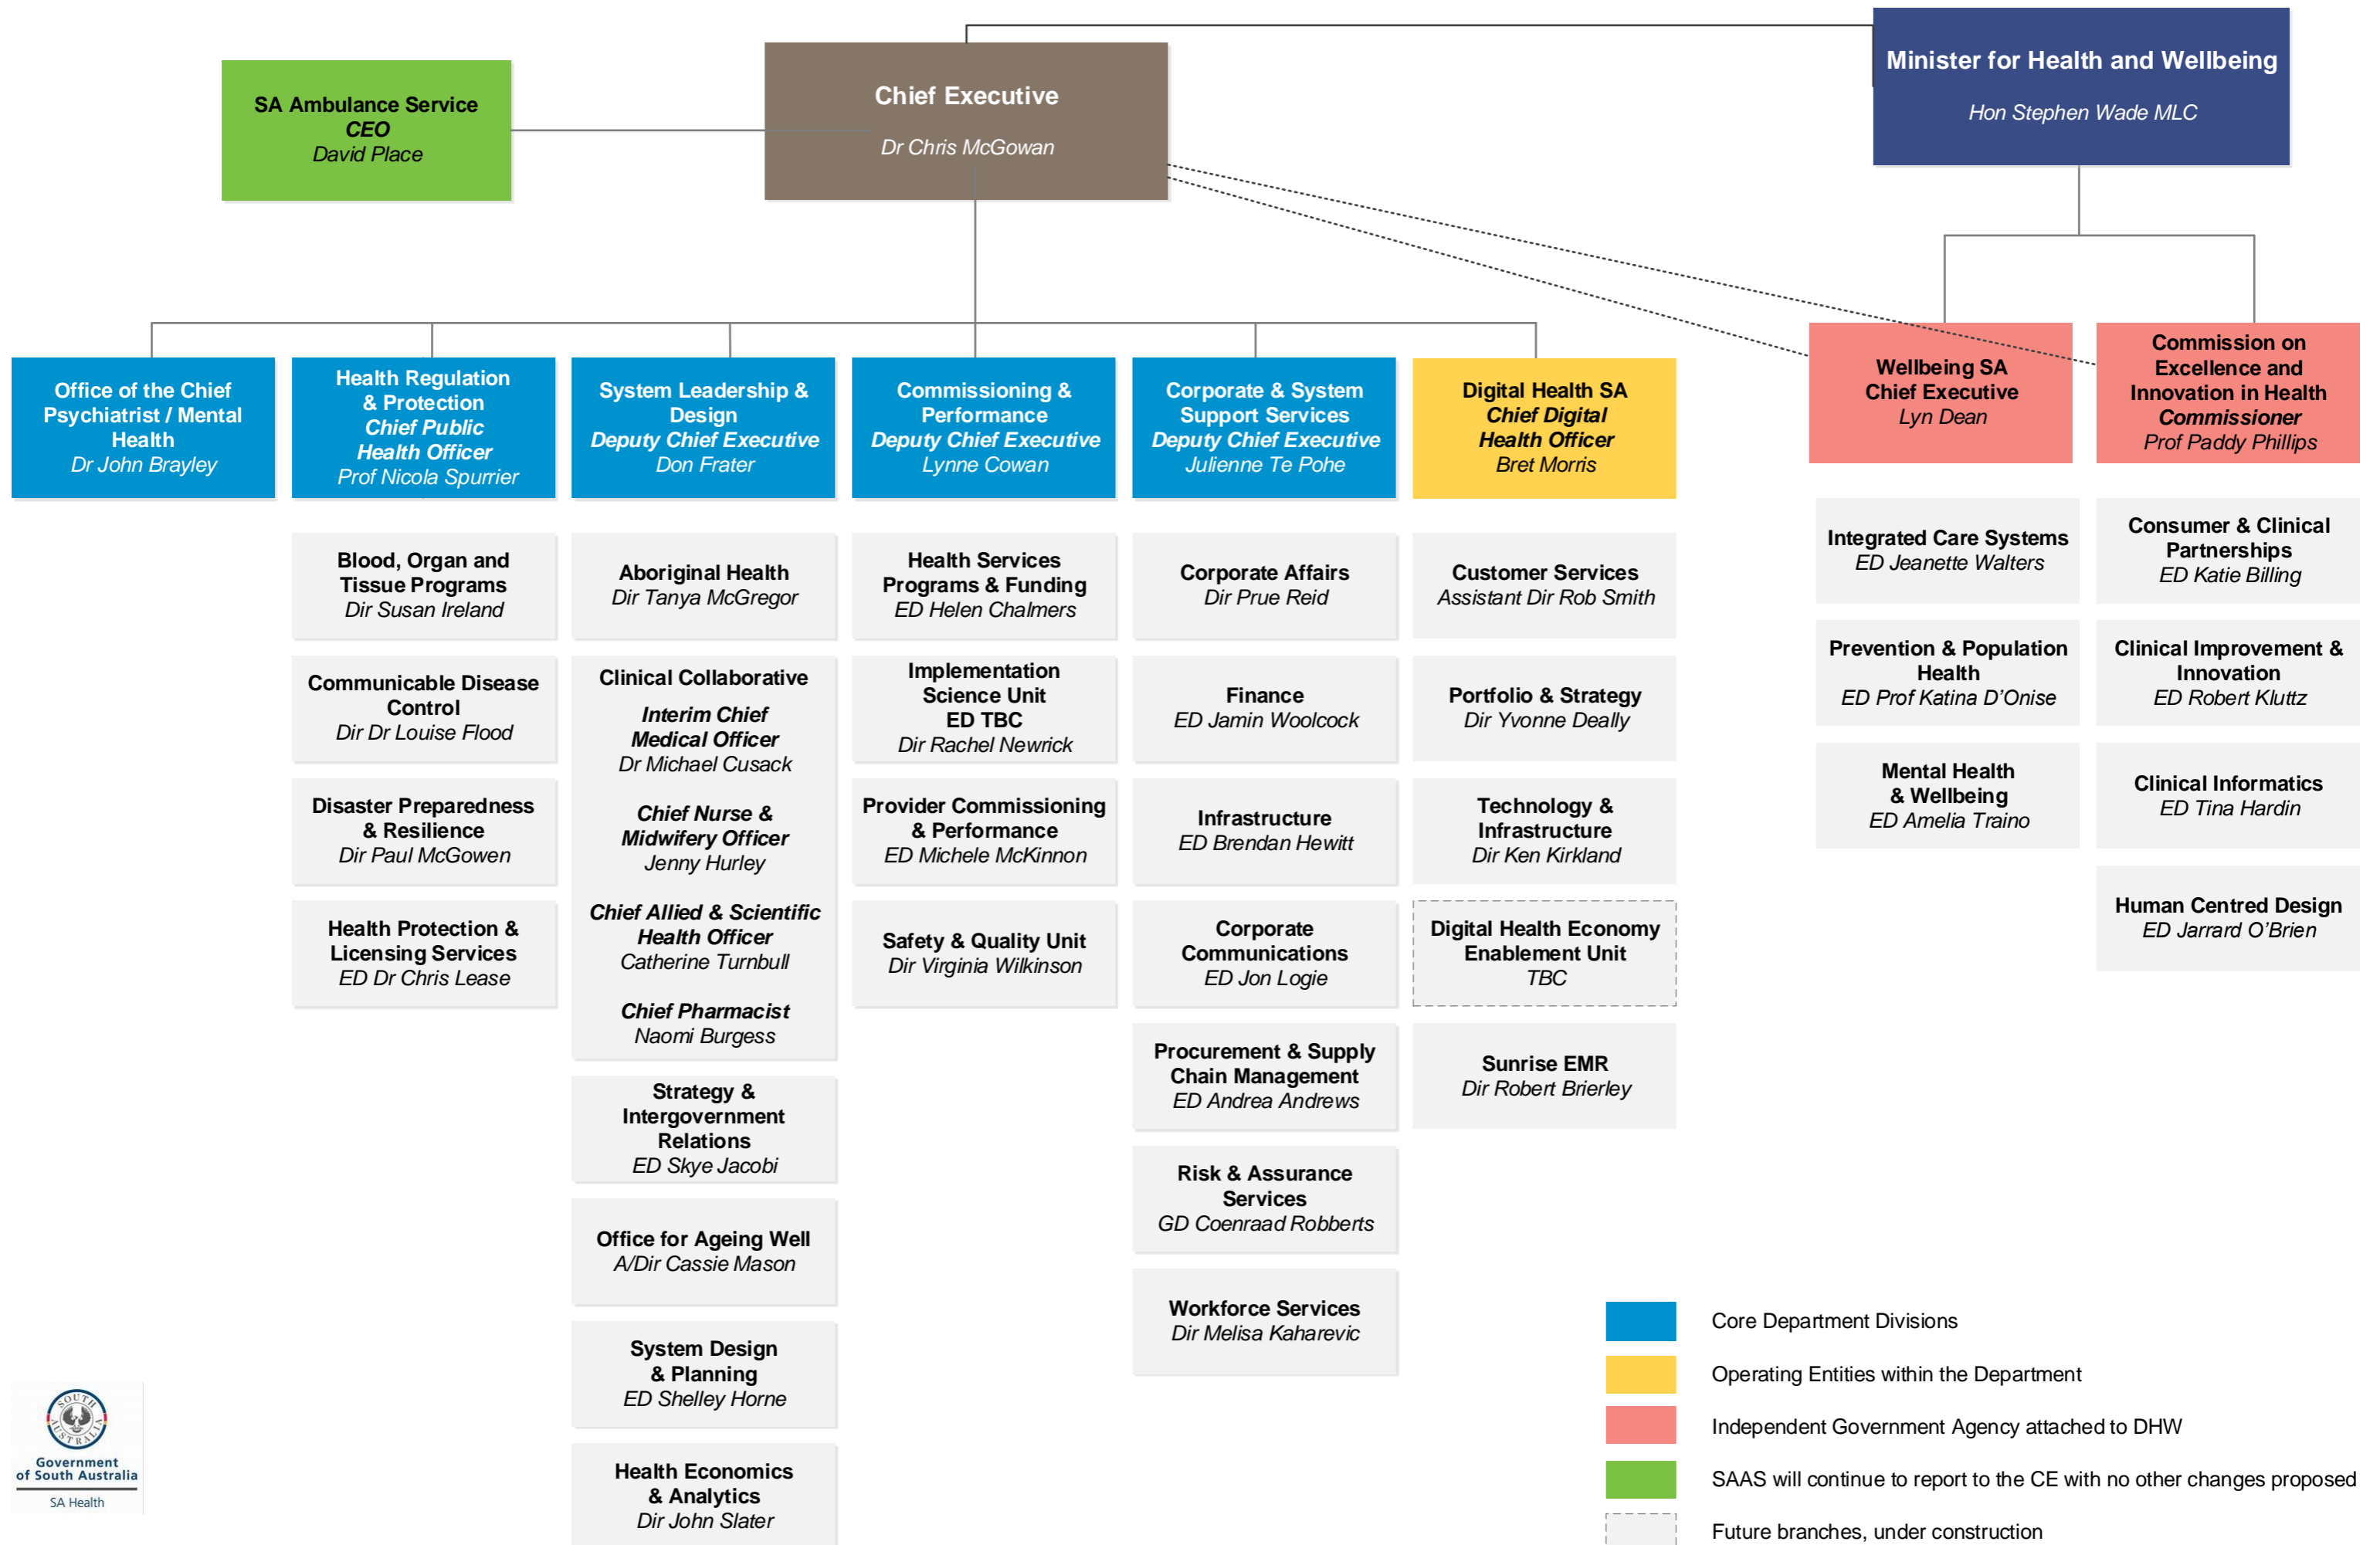 Minister for Health and Wellbeing
Hon Stephen Wade MLC
Chief Executive
Dr Chris McGowan
SA Ambulance Service
CEO
David Place
Office of the Chief
Psychiatrist / Mental
Health
Dr John Brayley
Health Regulation
& Protection
Chief Public
Health Officer
Prof Nicola Spurrier
System Leadership &
Design
Deputy Chief Executive
Don Frater
Commissioning &
Performance
Deputy Chief Executive
Lynne Cowan
Corporate & System
Support Services
Deputy Chief Executive
Julienne Te Pohe
Digital Health SA
Chief Digital
Health Officer
Bret Morris
Wellbeing SA
Chief Executive
Lyn Dean
Commission on
Excellence and
Innovation in Health
Commissioner
Prof Paddy Phillips
Blood, Organ and
Tissue Programs
Dir Susan Ireland
Communicable Disease
Control
Dir Dr Louise Flood
Disaster Preparedness
& Resilience
Dir Paul McGowen
Health Protection &
Licensing Services
ED Dr Chris Lease
Aboriginal Health
Dir Tanya McGregor
Clinical Collaborative
Interim Chief
Medical Officer
Dr Michael Cusack
Chief Nurse &
Midwifery Officer
Jenny Hurley
Chief Allied & Scientific
Health Officer
Catherine Turnbull
Chief Pharmacist
Naomi Burgess
Strategy &
Intergovernment
Relations
ED Skye Jacobi
Office for Ageing Well
A/Dir Cassie Mason
System Design
& Planning
ED Shelley Horne
Health Economics
& Analytics
Dir John Slater
Health Services
Programs & Funding
ED Helen Chalmers
Implementation
Science Unit
ED TBC
Dir Rachel Newrick
Provider Commissioning
& Performance
ED Michele McKinnon
Safety & Quality Unit
Dir Virginia Wilkinson
Corporate Affairs
Dir Prue Reid
Finance
ED Jamin Woolcock
Infrastructure
ED Brendan Hewitt
Corporate
Communications
ED Jon Logie
Procurement & Supply
Chain Management
ED Andrea Andrews
Risk & Assurance
Services
GD Coenraad Robberts
Workforce Services
Dir Melisa Kaharevic
Customer Services
Assistant Dir Rob Smith
Portfolio & Strategy
Dir Yvonne Deally
Technology &
Infrastructure
Dir Ken Kirkland
Digital Health Economy
Enablement Unit
TBC
Sunrise EMR
Dir Robert Brierley
Integrated Care Systems
ED Jeanette Walters
Prevention & Population
Health
ED Prof Katina D’Onise
Mental Health
& Wellbeing
ED Amelia Traino
Consumer & Clinical
Partnerships
ED Katie Billing
Clinical Improvement &
Innovation
ED Robert Kluttz
Clinical Informatics
ED Tina Hardin
Human Centred Design
ED Jarrard O’Brien
Core Department Divisions
Operating Entities within the Department
Independent Government Agency attached to DHW
SAAS will continue to report to the CE with no other changes proposed
Future branches, under construction
SOUTH
AUSTRALIA
Government
of South Australia
SA Health